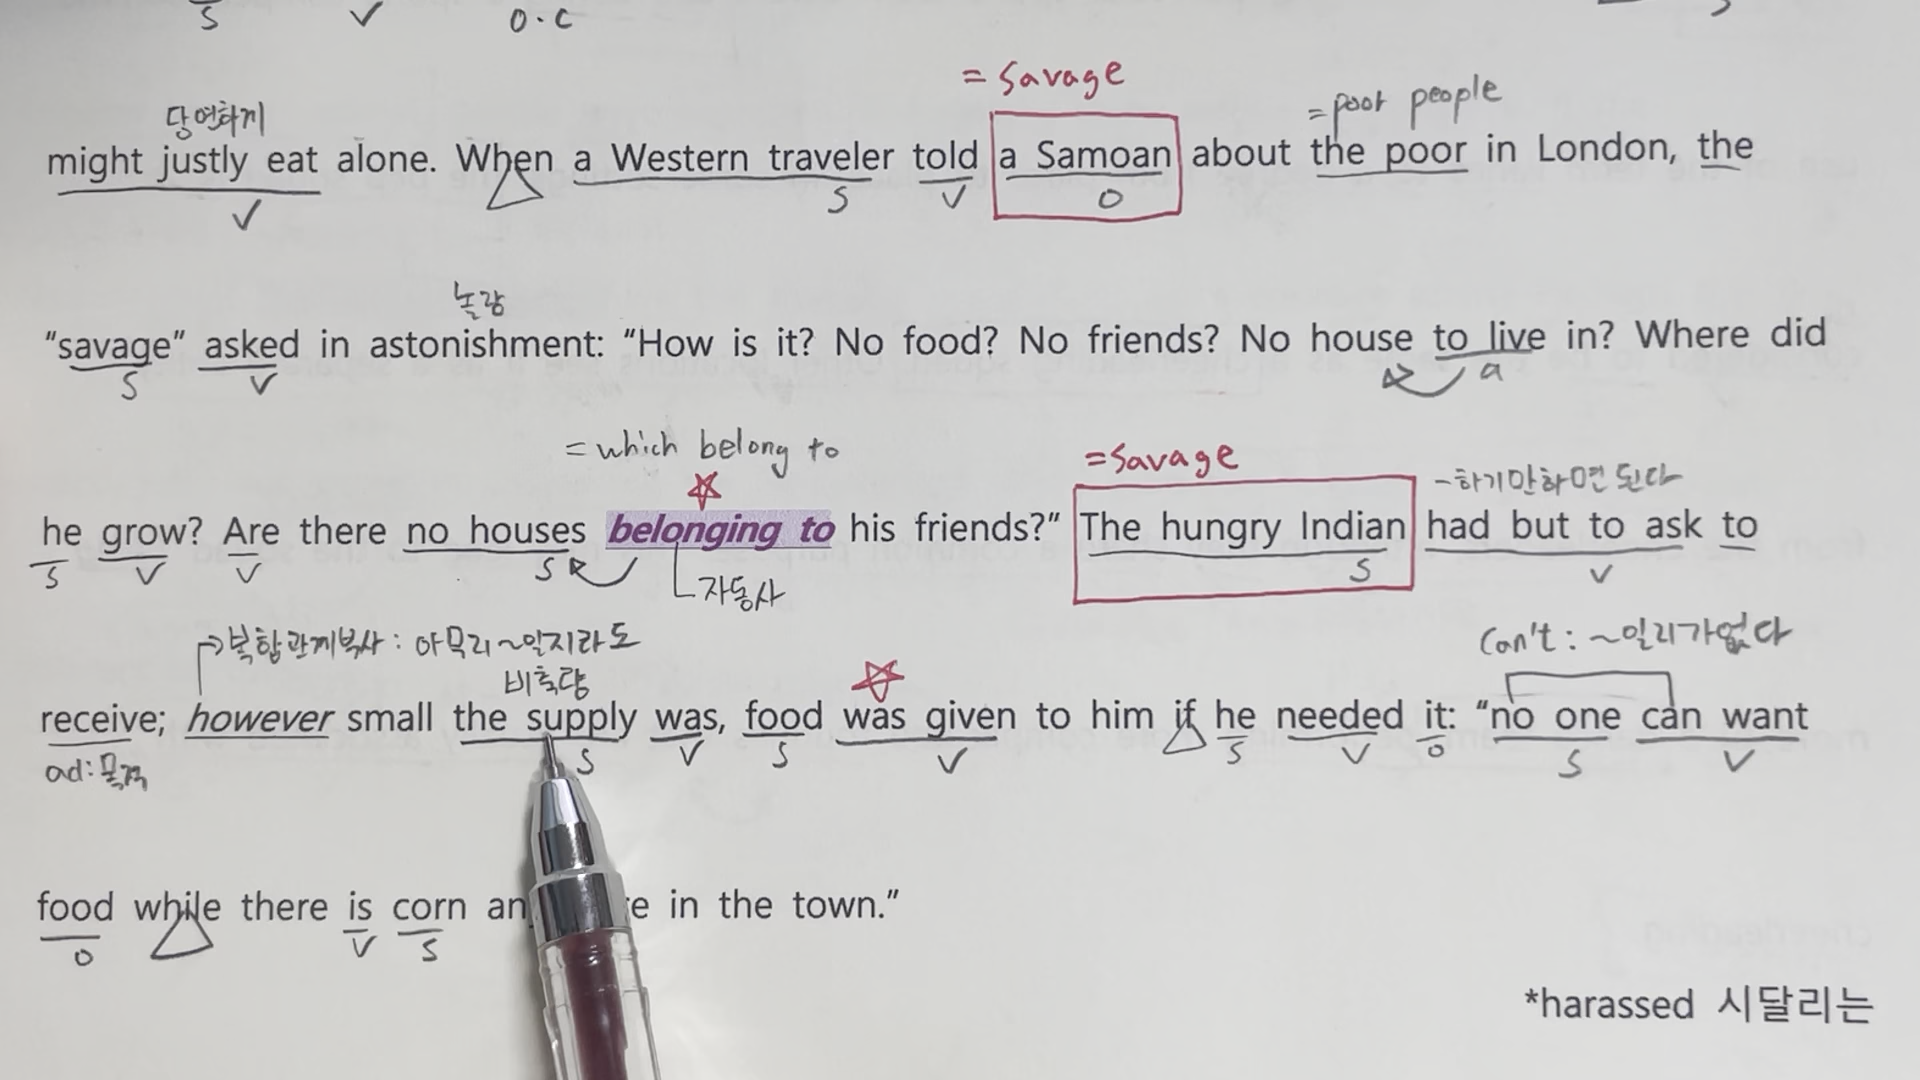 S V O·C
= Savage
당연하게 = poor people
might justly eat alone. When a Western traveler told a Samoan about the poor in London, the
V S V O
놀람
“savage” asked in astonishment: “How is it? No food? No friends? No house to live in? Where did
S V a
= which belong to =Savage -하기만하면 된다
he grow? Are there no houses belonging to his friends?” The hungry Indian had but to ask to
S V V S 자동사 S V
복합관계부사: 아무리~일지라도 Can't: ~일리가없다
비축량
receive; however small the supply was, food was given to him if he needed it: “no one can want
ad:목적 S V S V S V O S V
food while there is corn an e in the town.”
O V S
*harassed 시달리는